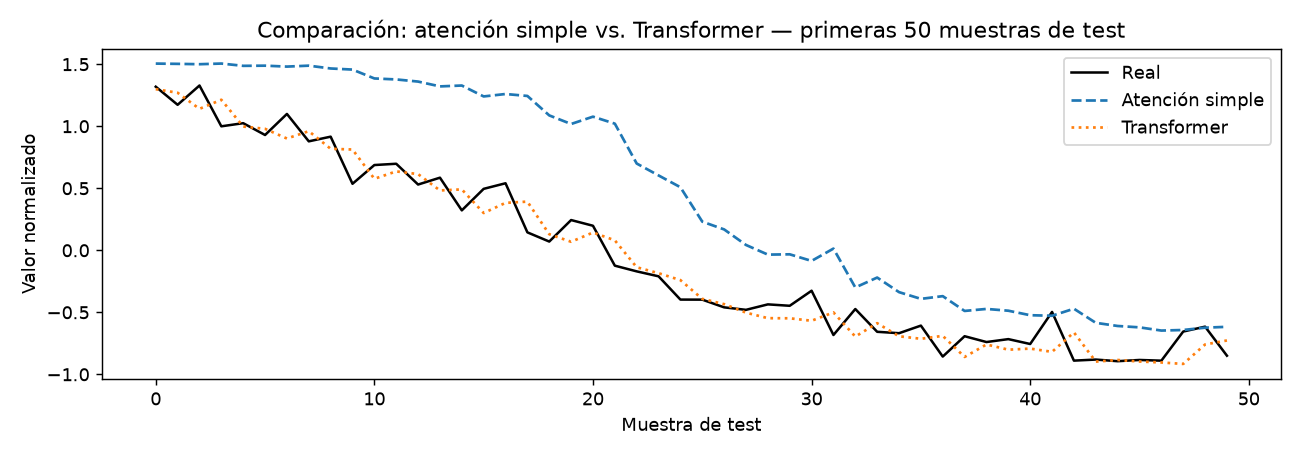 Comparación: atención simple vs. Transformer — primeras 50 muestras de test
Real
Atención simple
Transformer
Valor normalizado
1.5
1.0
0.5
0.0
−0.5
−1.0
0
10
20
30
40
50
Muestra de test